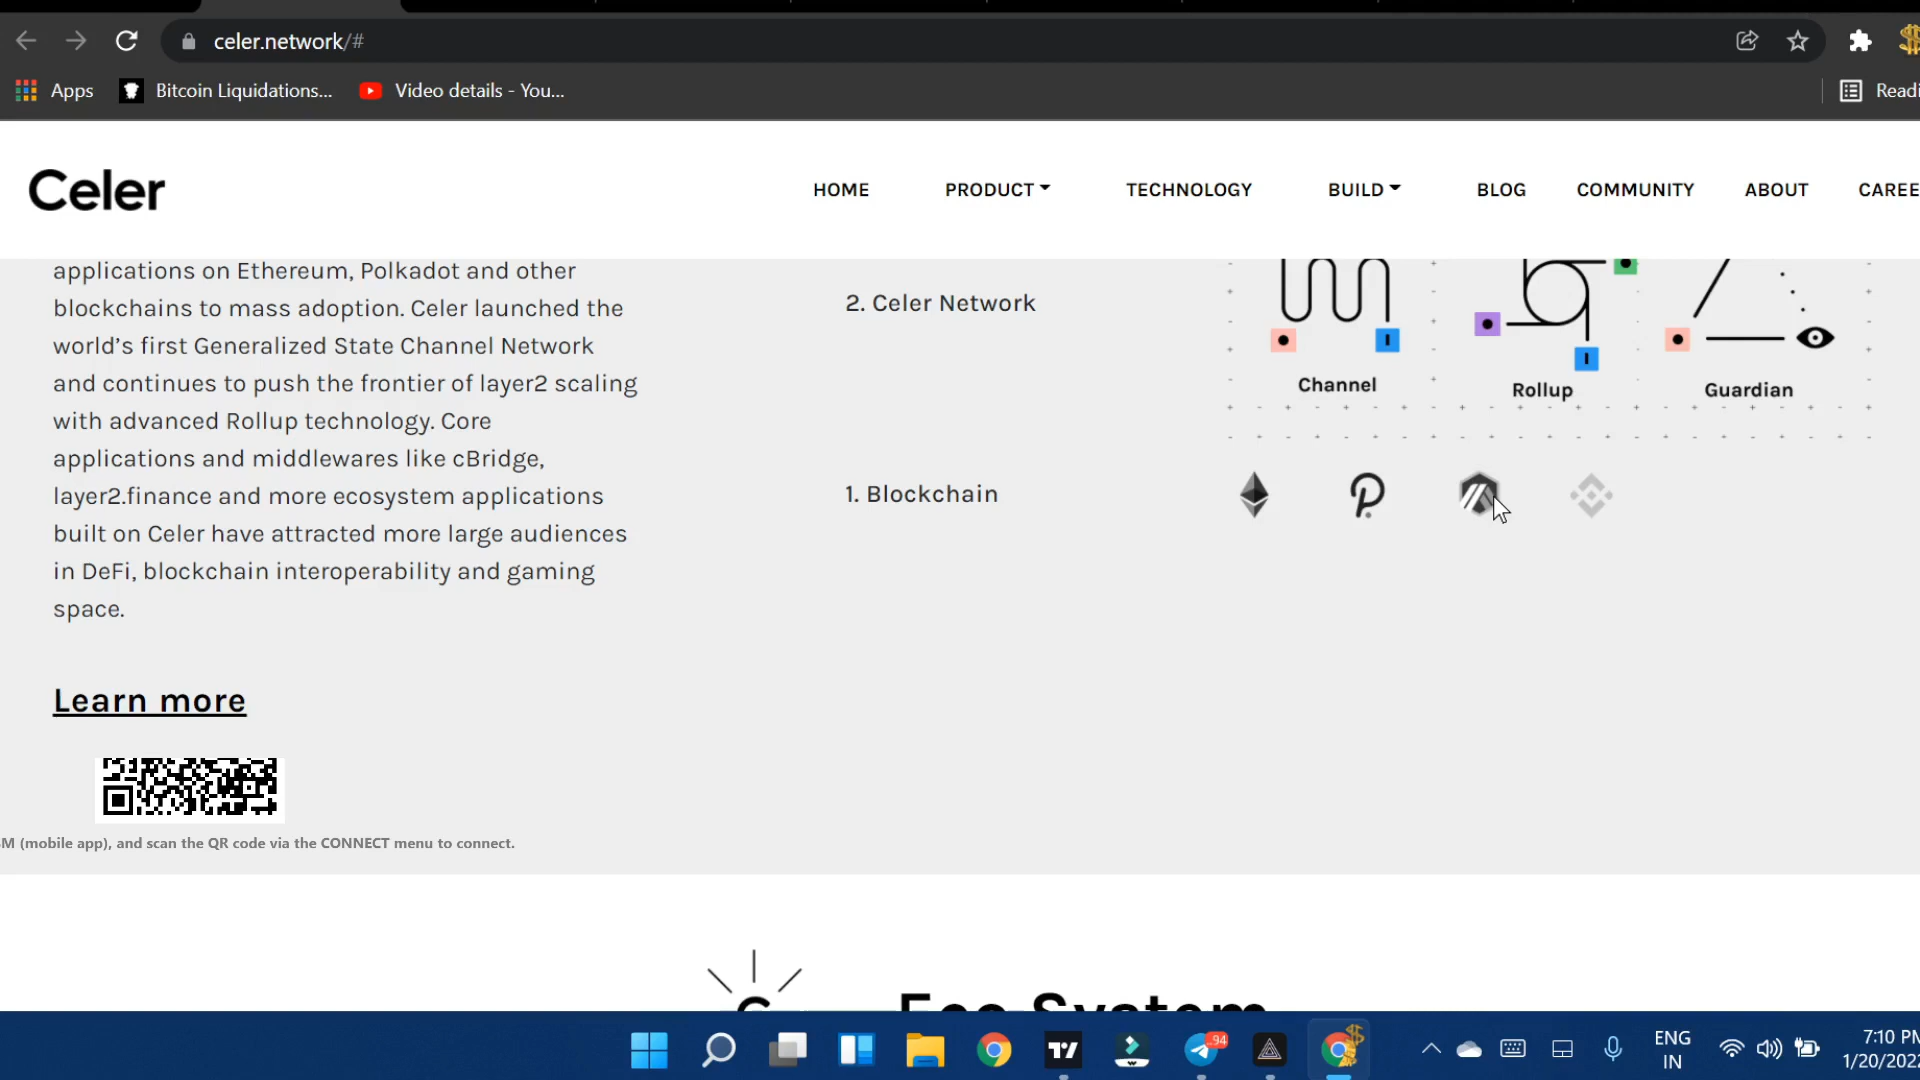 celer.network/#
Apps
Bitcoin Liquidations...
Video details - You...
Readi
Celer
HOME
PRODUCT
TECHNOLOGY
BUILD
BLOG
COMMUNITY
ABOUT
CAREE
applications on Ethereum, Polkadot and other
blockchains to mass adoption. Celer launched the
world's first Generalized State Channel Network
and continues to push the frontier of layer2 scaling
with advanced Rollup technology. Core
applications and middlewares like cBridge,
layer2.finance and more ecosystem applications
built on Celer have attracted more large audiences
in DeFi, blockchain interoperability and gaming
space.
Learn more
2. Celer Network
Channel
Rollup
Guardian
1. Blockchain
M (mobile app), and scan the QR code via the CONNECT menu to connect.
Eco System
94
ENG
IN
7:10 PM
1/20/202